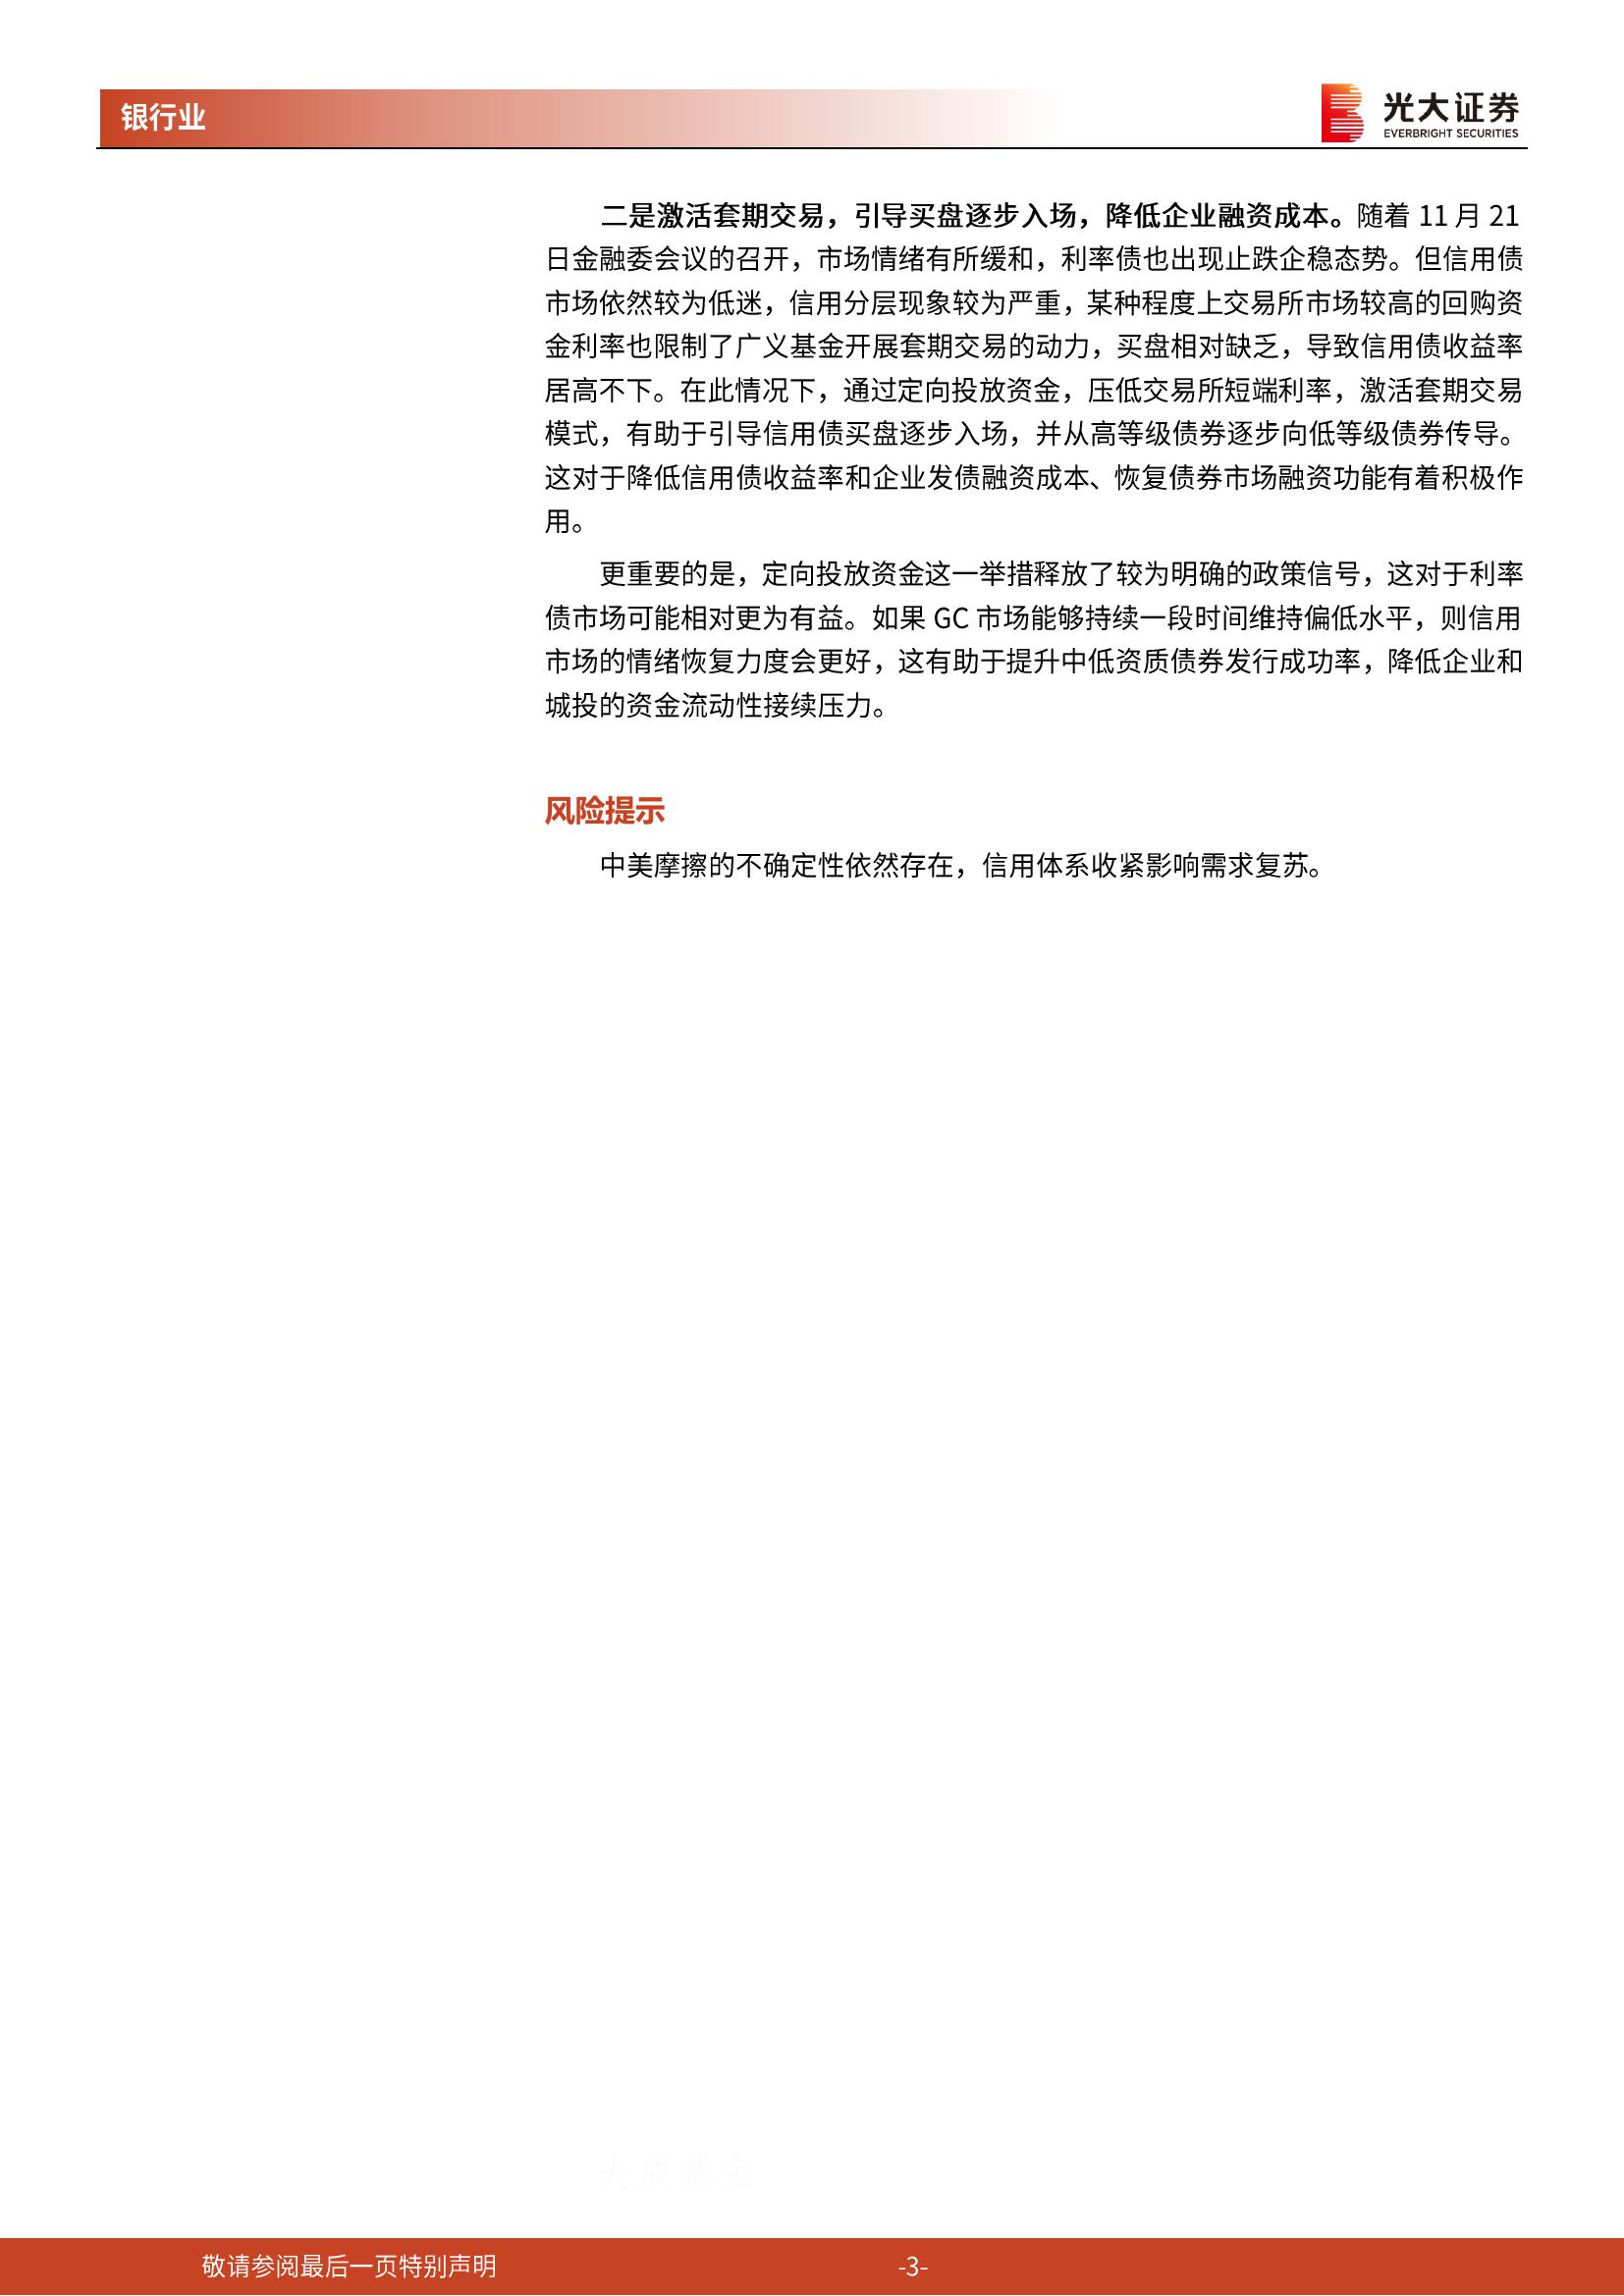 银行业
光大证券
EVERBRIGHT SECURITIES
二是激活套期交易，引导买盘逐步入场，降低企业融资成本。随着 11 月 21
日金融委会议的召开，市场情绪有所缓和，利率债也出现止跌企稳态势。但信用债
市场依然较为低迷，信用分层现象较为严重，某种程度上交易所市场较高的回购资
金利率也限制了广义基金开展套期交易的动力，买盘相对缺乏，导致信用债收益率
居高不下。在此情况下，通过定向投放资金，压低交易所短端利率，激活套期交易
模式，有助于引导信用债买盘逐步入场，并从高等级债券逐步向低等级债券传导。
这对于降低信用债收益率和企业发债融资成本、恢复债券市场融资功能有着积极作
用。
更重要的是，定向投放资金这一举措释放了较为明确的政策信号，这对于利率
债市场可能相对更为有益。如果 GC 市场能够持续一段时间维持偏低水平，则信用
市场的情绪恢复力度会更好，这有助于提升中低资质债券发行成功率，降低企业和
城投的资金流动性接续压力。
风险提示
中美摩擦的不确定性依然存在，信用体系收紧影响需求复苏。
大成基金
敬请参阅最后一页特别声明
-3-